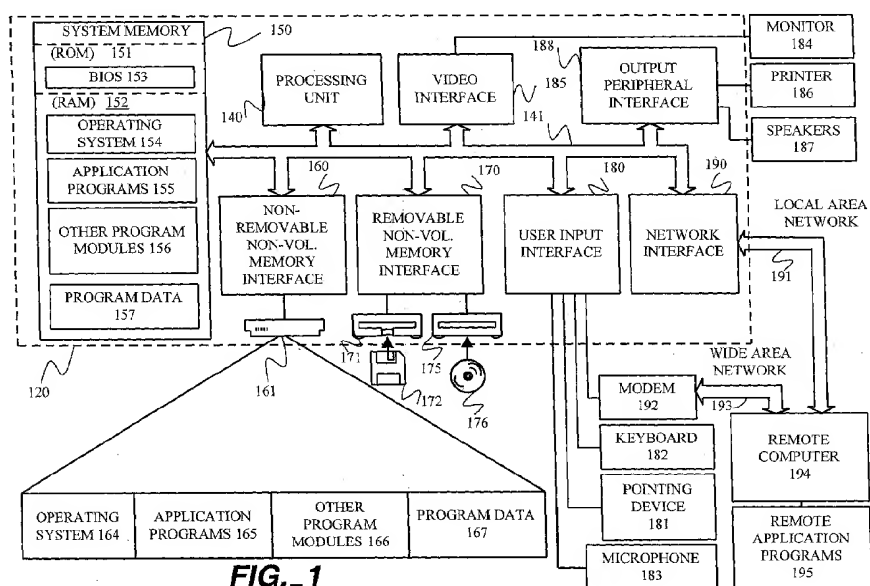 SYSTEM MEMORY
150
(ROM) 151
BIOS 153
(RAM) 152
OPERATING
SYSTEM 154
APPLICATION
PROGRAMS 155
OTHER PROGRAM
MODULES 156
PROGRAM DATA
157
120
PROCESSING
UNIT
140
VIDEO
INTERFACE
185
141
188
OUTPUT
PERIPHERAL
INTERFACE
MONITOR
184
PRINTER
186
SPEAKERS
187
160
NON-
REMOVABLE
NON-VOL.
MEMORY
INTERFACE
170
REMOVABLE
NON-VOL.
MEMORY
INTERFACE
180
USER INPUT
INTERFACE
190
NETWORK
INTERFACE
LOCAL AREA
NETWORK
191
161
171
172
175
176
WIDE AREA
NETWORK
MODEM
192
193
KEYBOARD
182
POINTING
DEVICE
181
MICROPHONE
183
REMOTE
COMPUTER
194
REMOTE
APPLICATION
PROGRAMS
195
OPERATING
SYSTEM 164
APPLICATION
PROGRAMS 165
OTHER
PROGRAM
MODULES 166
PROGRAM DATA
167
FIG._1